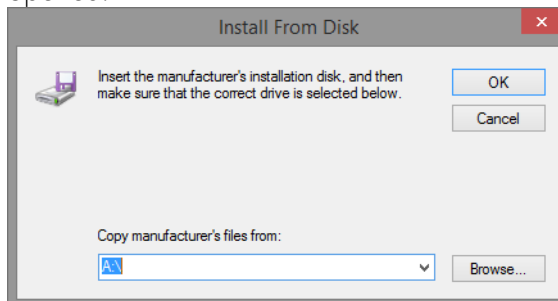 Install From Disk
Insert the manufacturer's installation disk, and then
make sure that the correct drive is selected below.
OK
Cancel
Copy manufacturer's files from:
A:\
Browse...